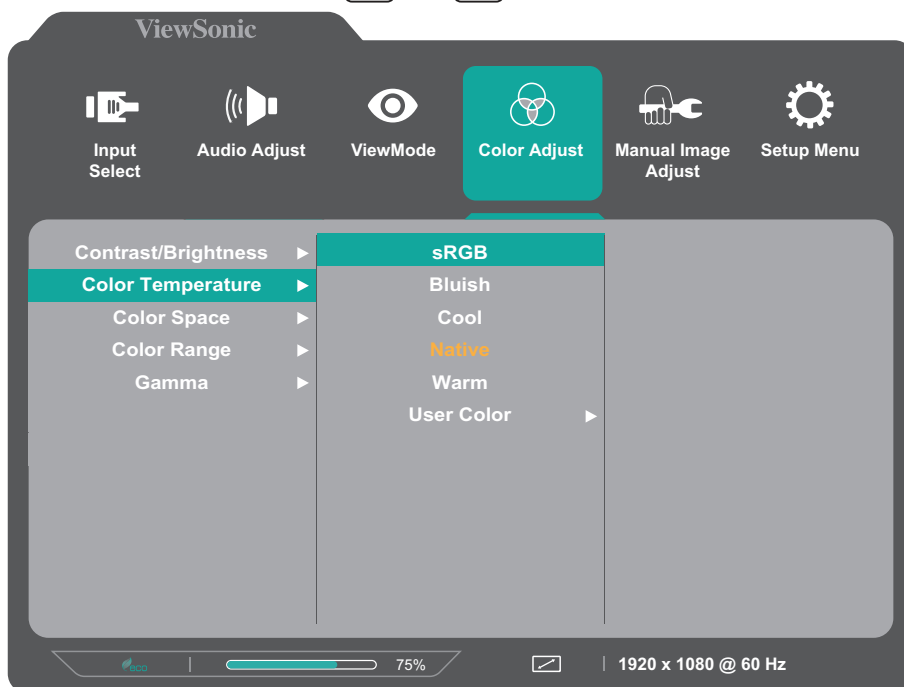 ViewSonic
Input
Select
Audio Adjust
ViewMode
Color Adjust
Manual Image
Adjust
Setup Menu
Contrast/Brightness
Color Temperature
Color Space
Color Range
Gamma
sRGB
Bluish
Cool
Native
Warm
User Color
eco
75%
1920 x 1080 @ 60 Hz